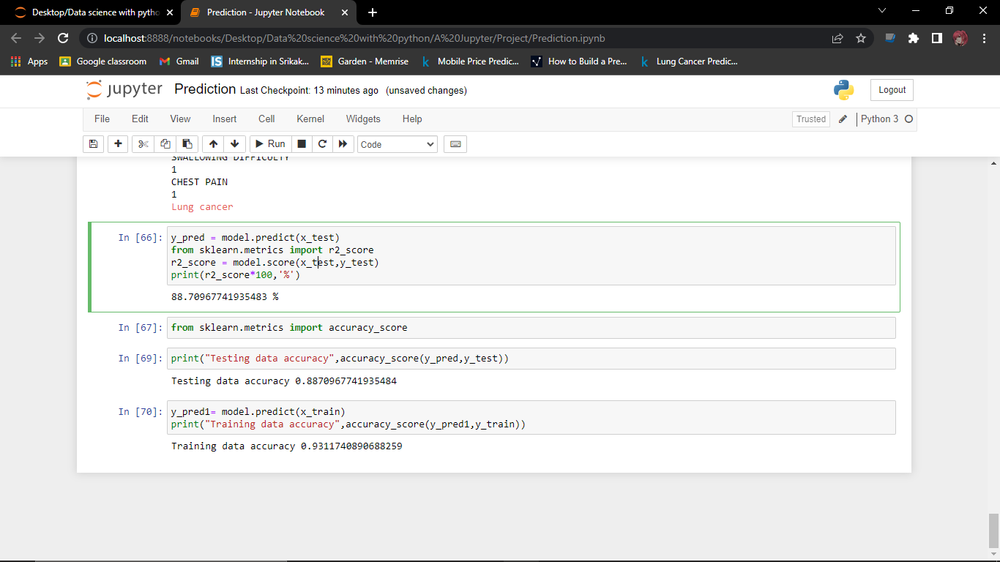 Desktop/Data science with pytho
Prediction - Jupyter Notebook
localhost:8888/notebooks/Desktop/Data%20science%20with%20python/A%20Jupyter/Project/Prediction.ipynb
Apps Google classroom Gmail Internship in Srikak... Garden - Memrise Mobile Price Predic... How to Build a Pre... Lung Cancer Predic...
jupyter Prediction Last Checkpoint: 13 minutes ago (unsaved changes) Logout
File Edit View Insert Cell Kernel Widgets Help Trusted Python 3
Run Code
SWALLOWING DIFFICULTY
1
CHEST PAIN
1
Lung cancer
In [66]: y_pred = model.predict(x_test)
from sklearn.metrics import r2_score
r2_score = model.score(x_test,y_test)
print(r2_score*100,'%')
88.70967741935483 %
In [67]: from sklearn.metrics import accuracy_score
In [69]: print("Testing data accuracy",accuracy_score(y_pred,y_test))
Testing data accuracy 0.8870967741935484
In [70]: y_pred1= model.predict(x_train)
print("Training data accuracy",accuracy_score(y_pred1,y_train))
Training data accuracy 0.9311740890688259